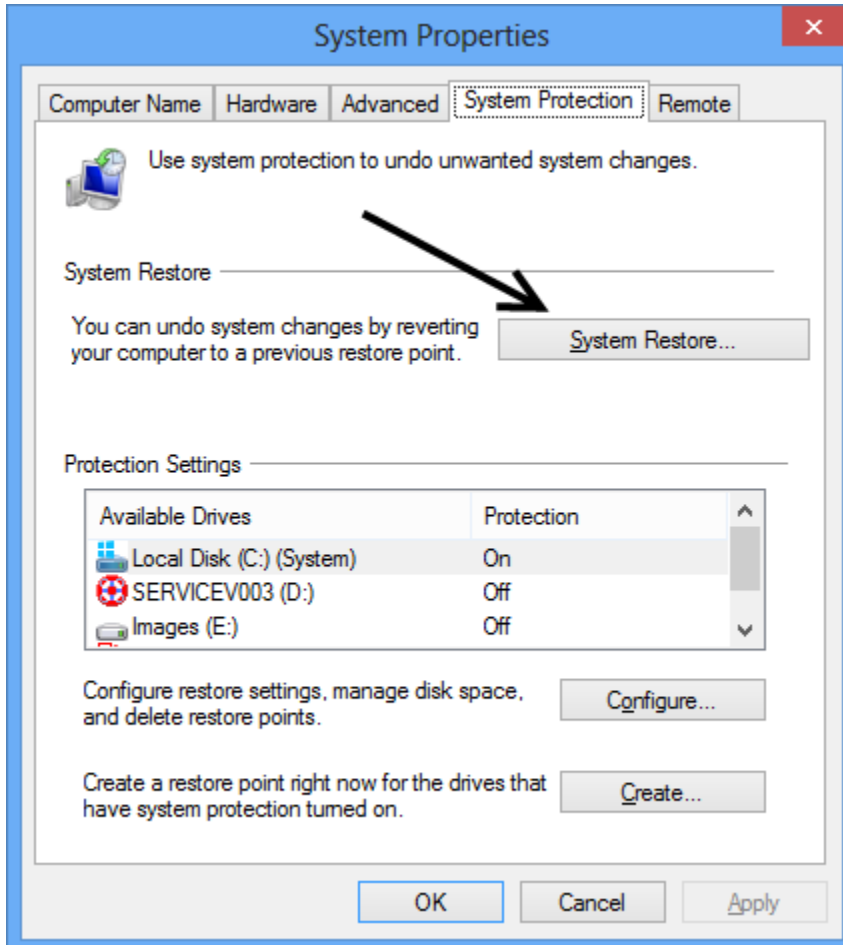 System Properties
Computer Name Hardware Advanced System Protection Remote
Use system protection to undo unwanted system changes.
System Restore
You can undo system changes by reverting
your computer to a previous restore point.
System Restore...
Protection Settings
Available Drives Protection
Local Disk (C:) (System) On
SERVICEV003 (D:) Off
Images (E:) Off
Configure restore settings, manage disk space,
and delete restore points.
Configure...
Create a restore point right now for the drives that
have system protection turned on.
Create...
OK Cancel Apply